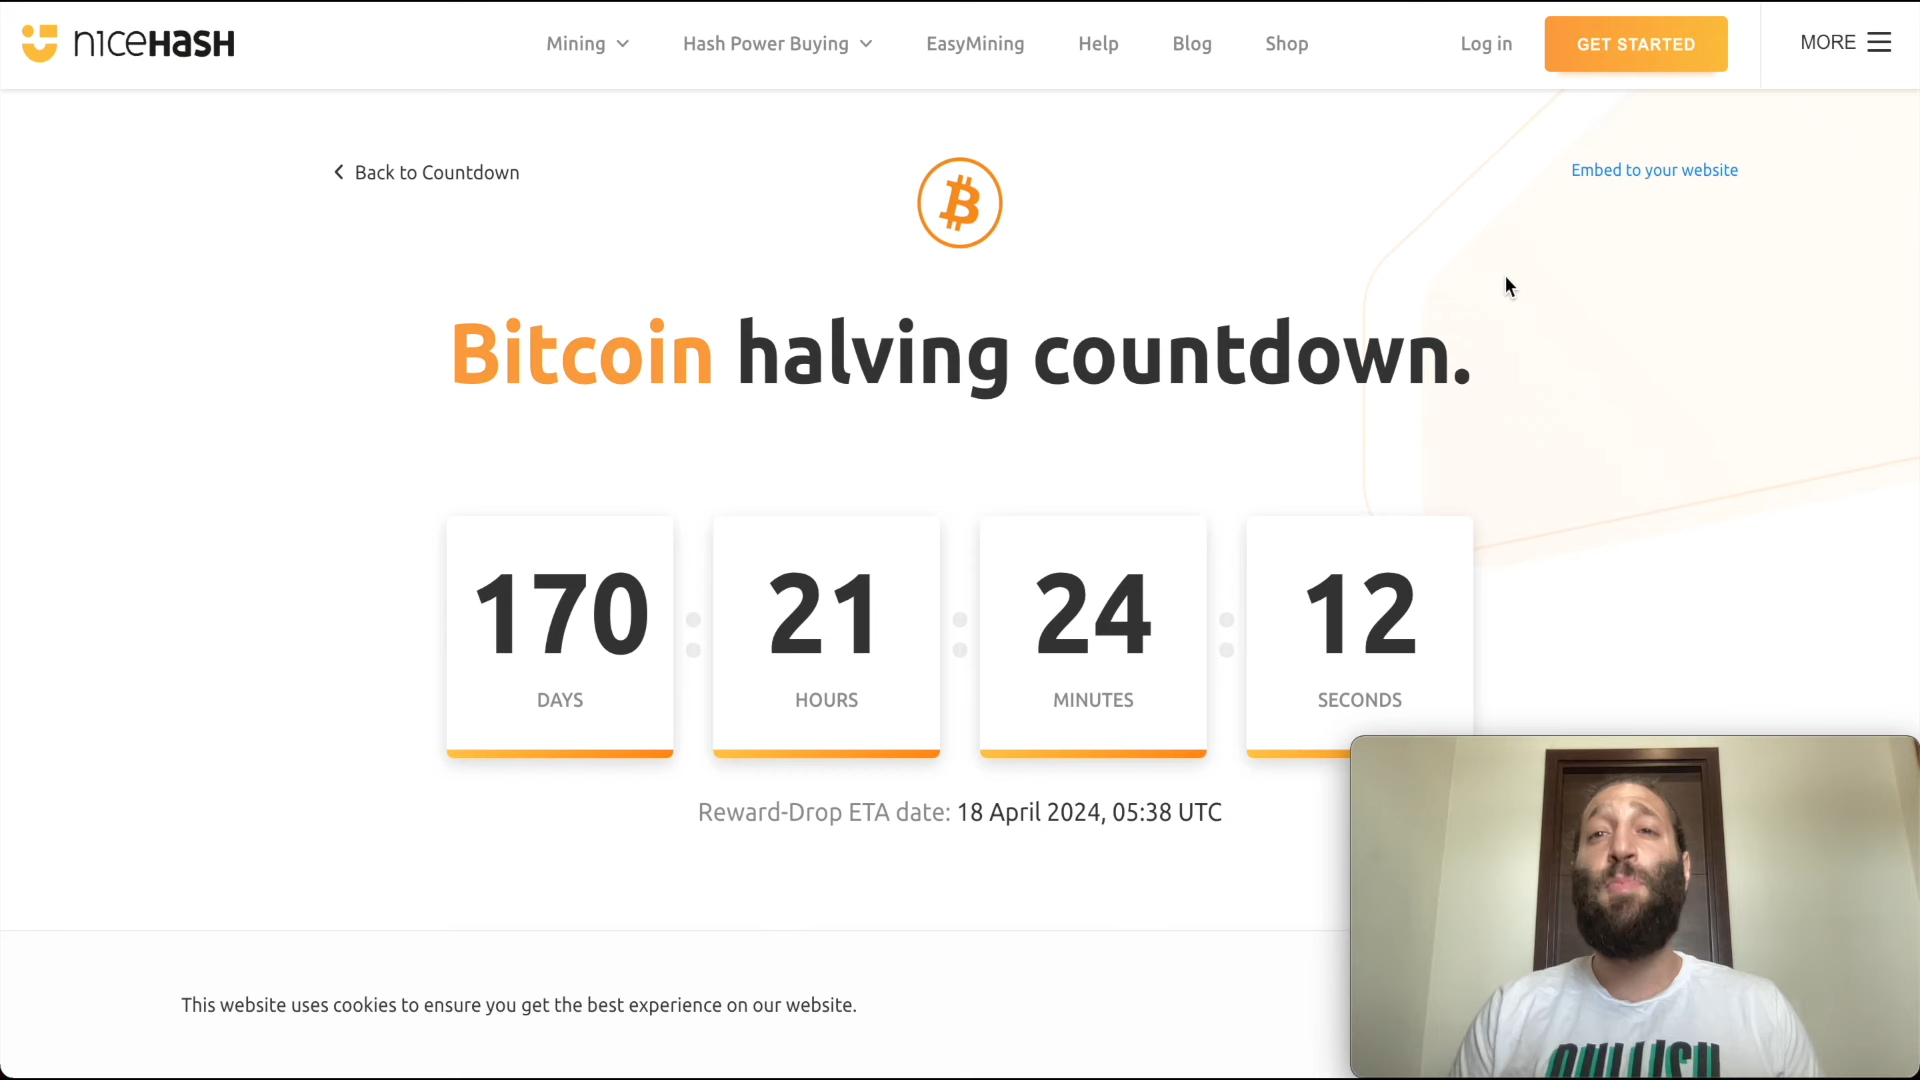 nıceHasH
Mining
Hash Power Buying
EasyMining
Help
Blog
Shop
Log in
GET STARTED
MORE
Back to Countdown
Embed to your website
Bitcoin halving countdown.
170
21
24
12
DAYS
HOURS
MINUTES
SECONDS
Reward-Drop ETA date: 18 April 2024, 05:38 UTC
This website uses cookies to ensure you get the best experience on our website.